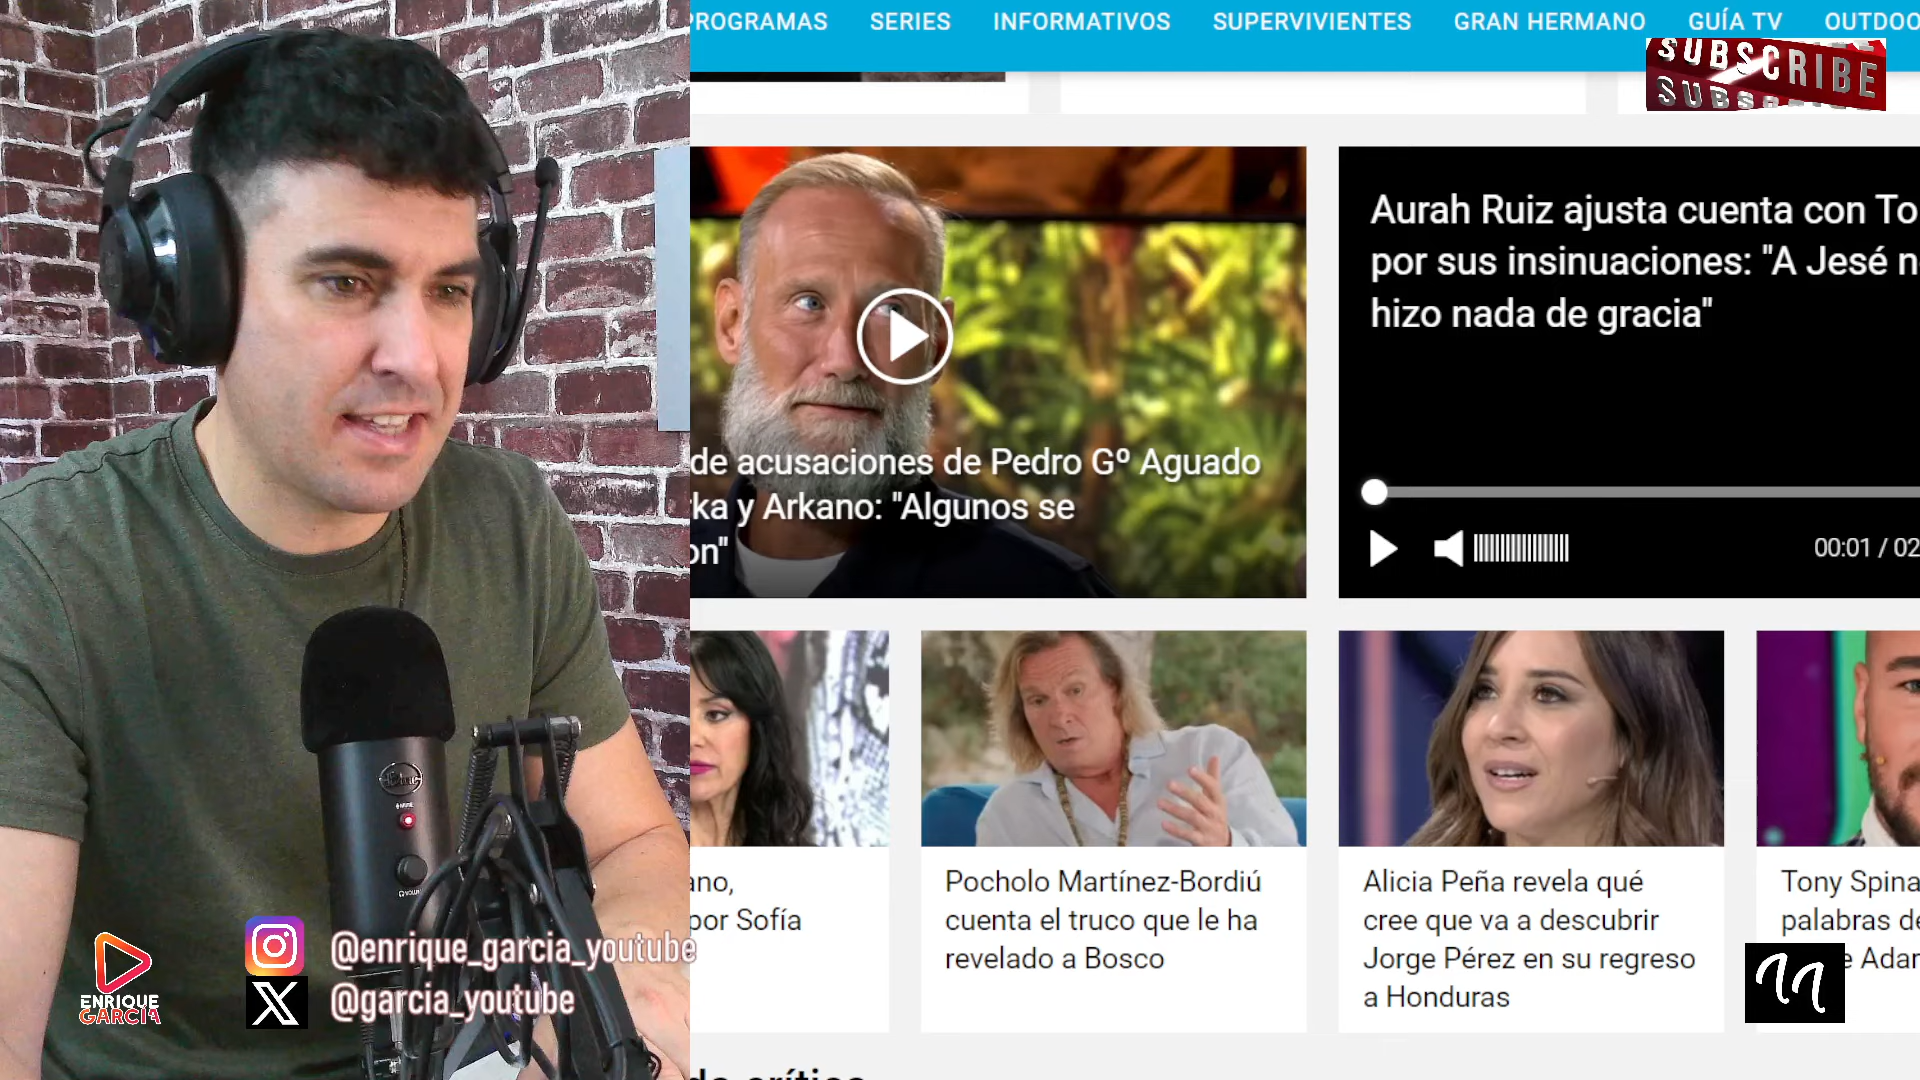 PROGRAMAS SERIES INFORMATIVOS SUPERVIVIENTES GRAN HERMANO GUÍA TV OUTDOO
SUBSCRIBE
de acusaciones de Pedro Gº Aguado
rka y Arkano: "Algunos se
on"
Aurah Ruiz ajusta cuenta con To
por sus insinuaciones: "A Jesé n
hizo nada de gracia"
00:01 / 02
ano,
por Sofía
Pocholo Martínez-Bordiú
cuenta el truco que le ha
revelado a Bosco
Alicia Peña revela qué
cree que va a descubrir
Jorge Pérez en su regreso
a Honduras
Tony Spina
palabras de
e Adar
ENRIQUE
GARCIA
@enrique_garcia_youtube
@garcia_youtube